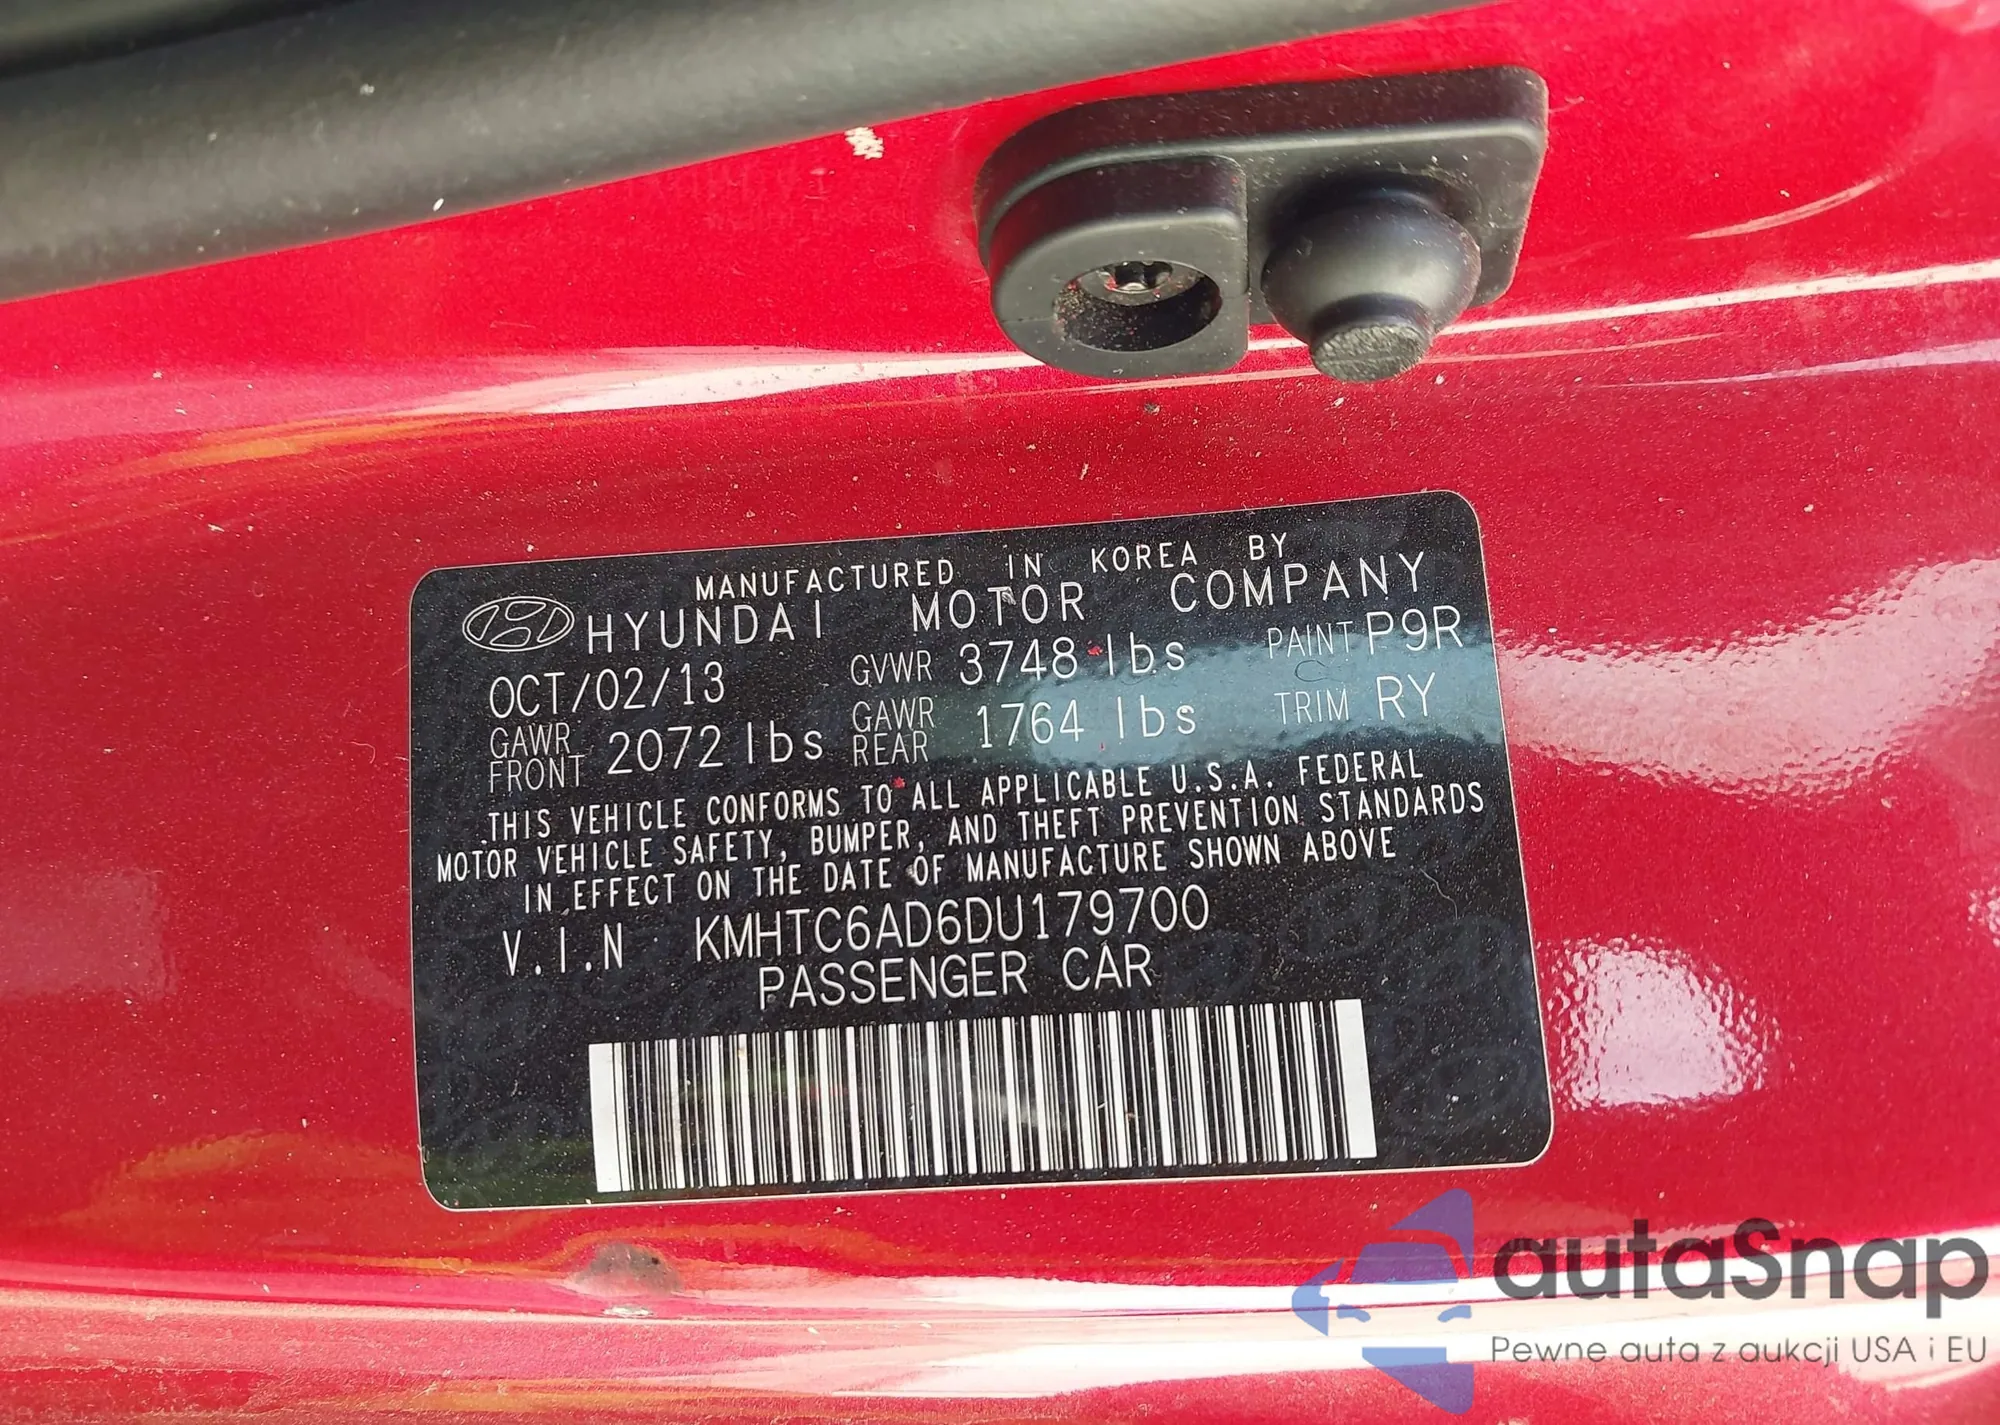 MANUFACTURED IN KOREA BY
HYUNDAI MOTOR COMPANY
OCT/02/13 GVWR 3748 lbs PAINT P9R
GAWR FRONT 2072 lbs GAWR REAR 1764 lbs TRIM RY
THIS VEHICLE CONFORMS TO ALL APPLICABLE U.S.A. FEDERAL
MOTOR VEHICLE SAFETY, BUMPER, AND THEFT PREVENTION STANDARDS
IN EFFECT ON THE DATE OF MANUFACTURE SHOWN ABOVE
V.I.N KMHTC6AD6DU179700
PASSENGER CAR
autaSnap
Pewne auta z aukcji USA i EU